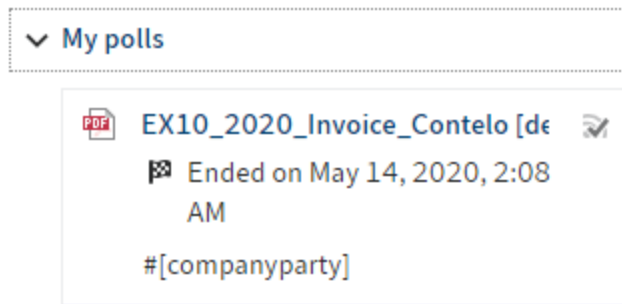 My polls
PDF
EX10_2020_Invoice_Contelo [de
Ended on May 14, 2020, 2:08
AM
#[companyparty]